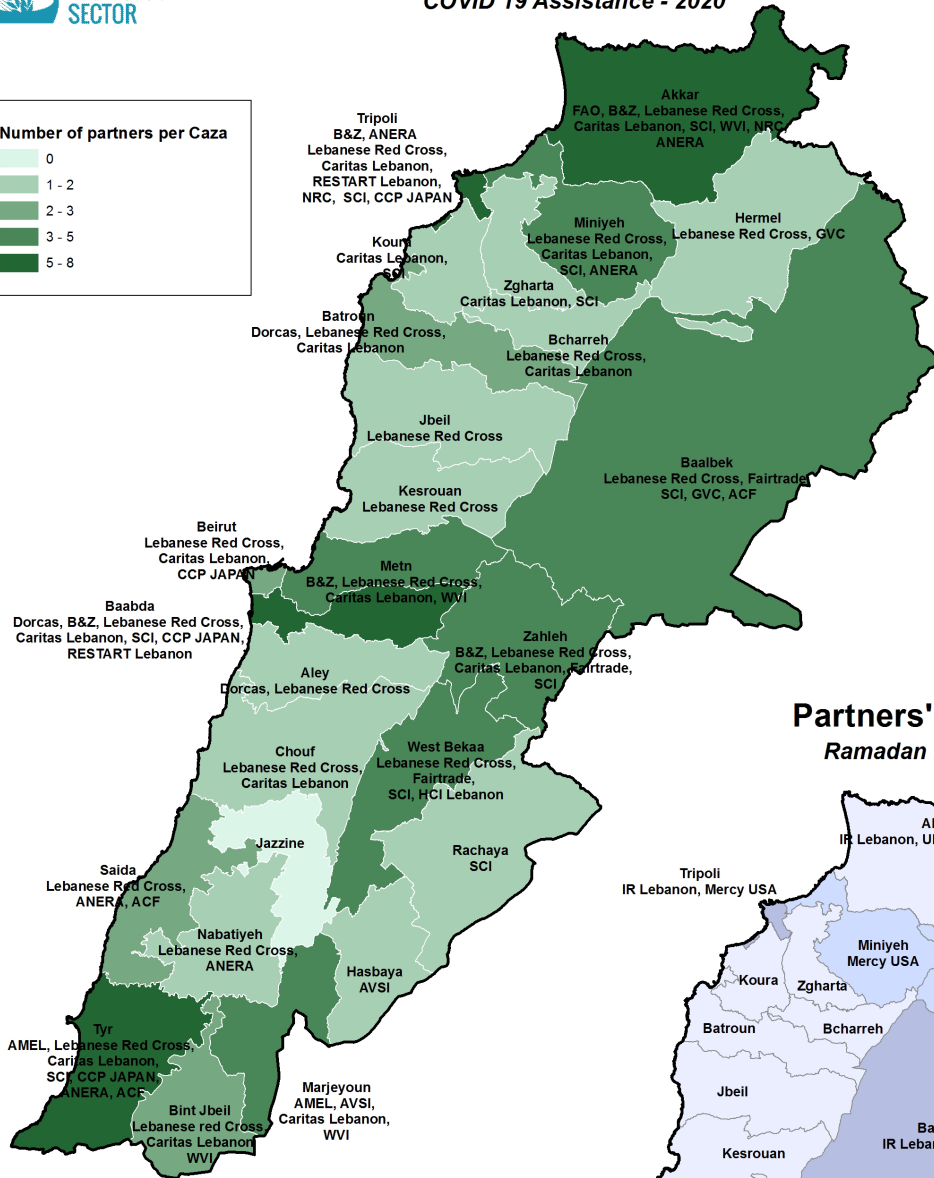 SECTOR
COVID 19 Assistance - 2020
Number of partners per Caza
0
1 - 2
2 - 3
3 - 5
5 - 8
Akkar
FAO, B&Z, Lebanese Red Cross,
Caritas Lebanon, SCI, WVI, NRC,
ANERA
Tripoli
B&Z, ANERA
Lebanese Red Cross,
Caritas Lebanon,
RESTART Lebanon,
NRC, SCI, CCP JAPAN
Miniyeh
Lebanese Red Cross,
Caritas Lebanon,
SCI, ANERA
Hermel
Lebanese Red Cross, GVC
Koura
Caritas Lebanon,
SCI
Zgharta
Caritas Lebanon, SCI
Batroun
Dorcas, Lebanese Red Cross,
Caritas Lebanon
Bcharreh
Lebanese Red Cross,
Caritas Lebanon
Jbeil
Lebanese Red Cross
Baalbek
Lebanese Red Cross, Fairtrade
SCI, GVC, ACF
Kesrouan
Lebanese Red Cross
Beirut
Lebanese Red Cross,
Caritas Lebanon,
CCP JAPAN
Metn
B&Z, Lebanese Red Cross,
Caritas Lebanon, WVI
Baabda
Dorcas, B&Z, Lebanese Red Cross,
Caritas Lebanon, SCI, CCP JAPAN,
RESTART Lebanon
Zahleh
B&Z, Lebanese Red Cross,
Caritas Lebanon, Fairtrade,
SCI
Aley
Dorcas, Lebanese Red Cross
Chouf
Lebanese Red Cross,
Caritas Lebanon
West Bekaa
Lebanese Red Cross,
Fairtrade,
SCI, HCI Lebanon
Jazzine
Rachaya
SCI
Saida
Lebanese Red Cross,
ANERA, ACF
Nabatiyeh
Lebanese Red Cross,
ANERA
Hasbaya
AVSI
Tyr
AMEL, Lebanese Red Cross,
Caritas Lebanon,
SCI, CCP JAPAN,
ANERA, ACF
Marjeyoun
AMEL, AVSI,
Caritas Lebanon,
WVI
Bint Jbeil
Lebanese red Cross
Caritas Lebanon
WVI
Partners'
Ramadan
IR Lebanon,
Tripoli
IR Lebanon, Mercy USA
Miniyeh
Mercy USA
Koura
Zgharta
Batroun
Bcharreh
Jbeil
Kesrouan